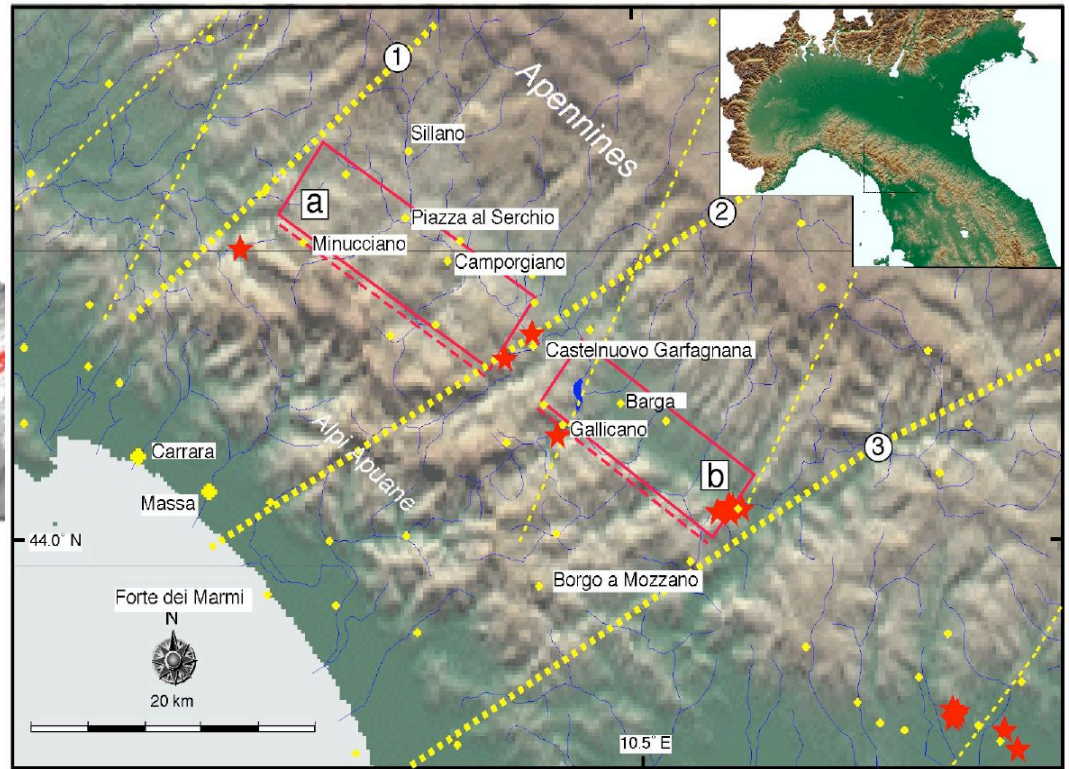 1
Apennines
Sillano
2
a
Piazza al Serchio
Minucciano
Camporgiano
Castelnuovo Garfagnana
Barga
Gallicano
3
b
Alpi Apuane
Carrara
Massa
44.0° N
Borgo a Mozzano
Forte dei Marmi
N
20 km
10.5° E